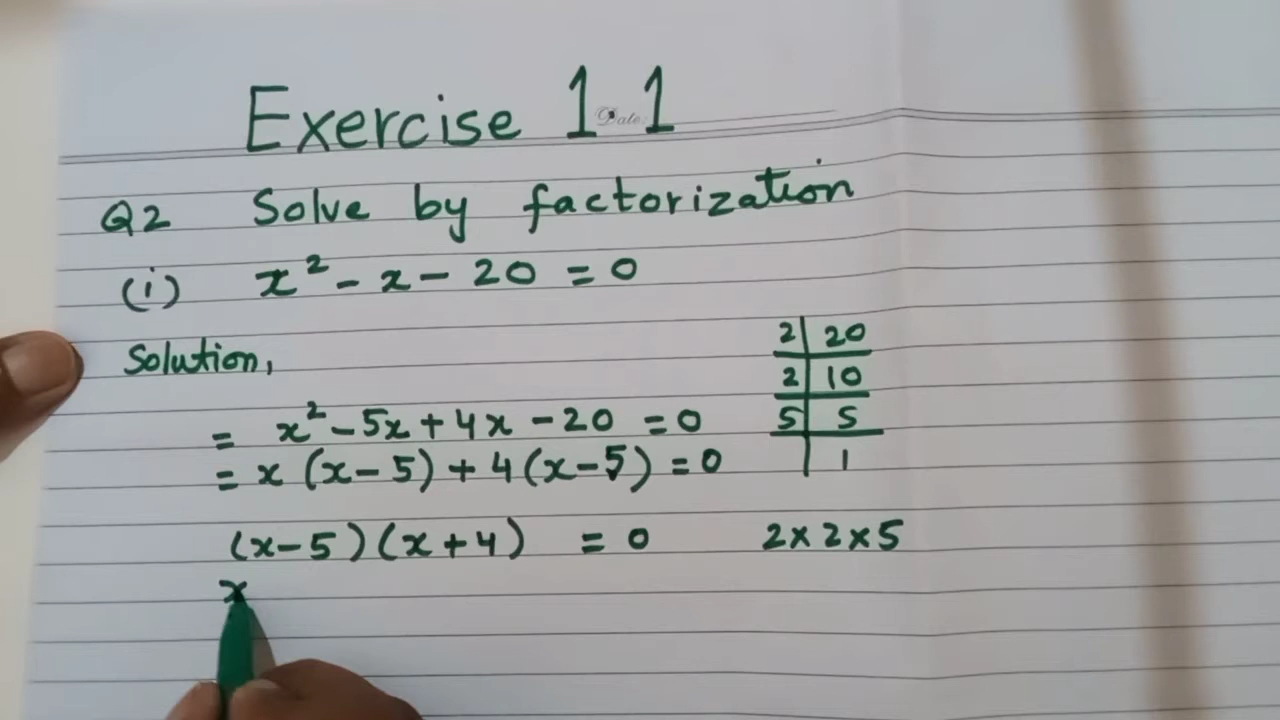 Exercise 1.1
Date:
Q2 Solve by factorization
(i) x² - x - 20 = 0
Solution,
= x² - 5x + 4x - 20 = 0
= x (x - 5) + 4 (x - 5) = 0
(x - 5) (x + 4) = 0
x
2 | 20
2 | 10
5 | 5
| 1
2 x 2 x 5